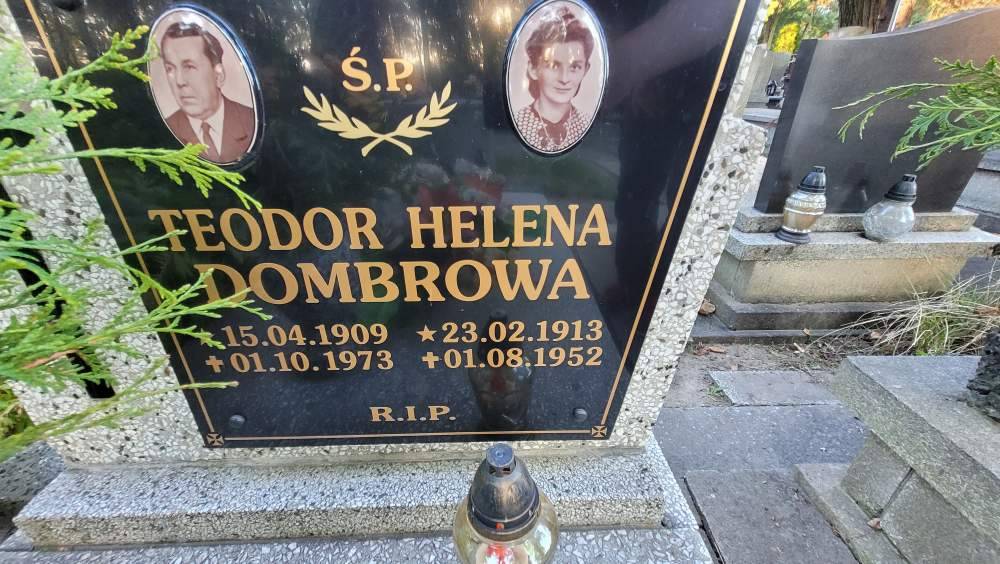 Ś.P.
TEODOR HELENA
DOMBROWA
15.04.1909 ★ 23.02.1913
✝ 01.10.1973 ✝ 01.08.1952
R.I.P.